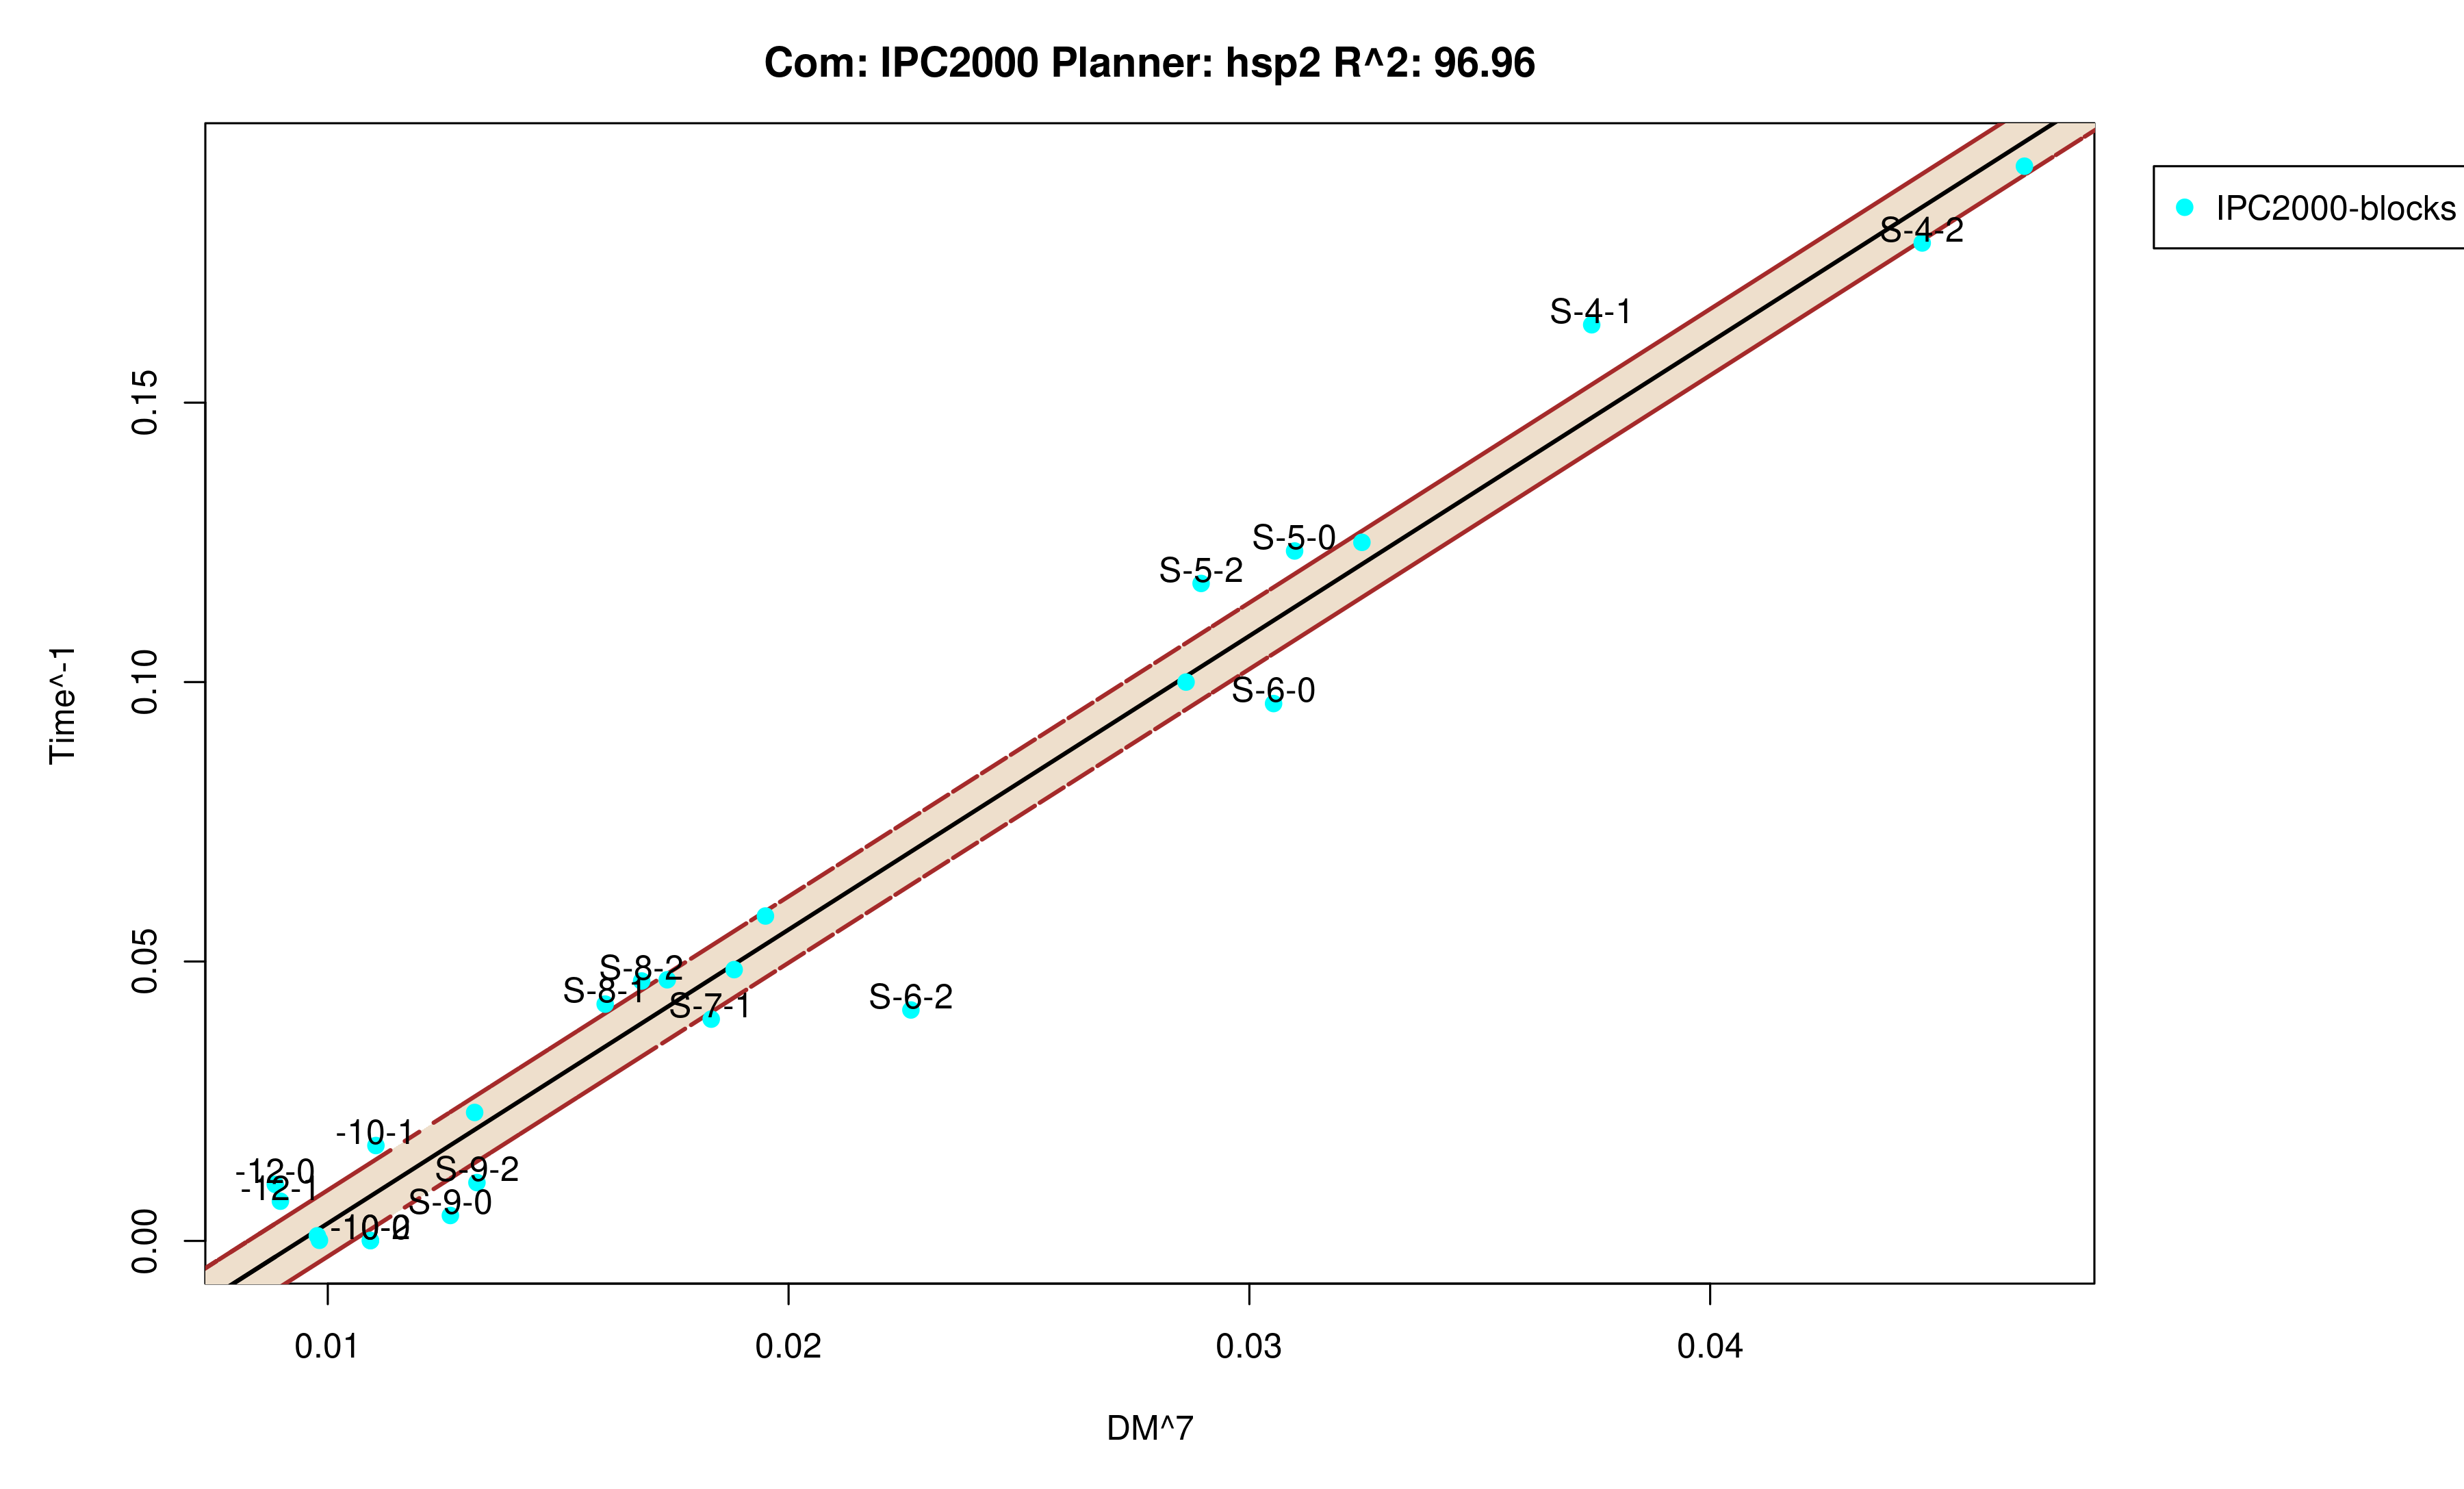 Com: IPC2000 Planner: hsp2 R^2: 96.96
IPC2000-blocks
S-4-2
S-4-1
S-5-0
S-5-2
S-6-0
S-8-2
S-8-1
S-7-1
S-6-2
-10-1
-12-0
-12-1
S-9-2
S-9-0
Time^-1
0.15
0.10
0.05
0.00
0.01
0.02
0.03
0.04
DM^7